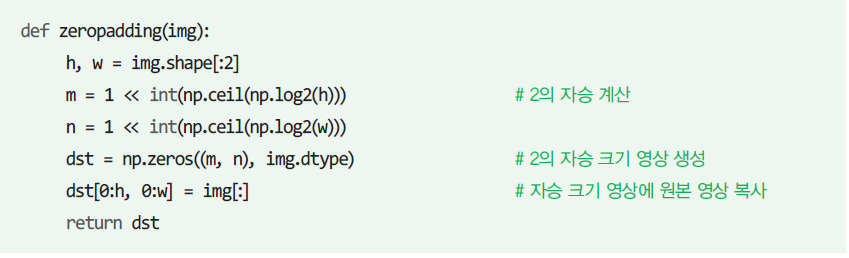 def zeropadding(img):
    h, w = img.shape[:2]
    m = 1 << int(np.ceil(np.log2(h)))    # 2의 자승 계산
    n = 1 << int(np.ceil(np.log2(w)))
    dst = np.zeros((m, n), img.dtype)    # 2의 자승 크기 영상 생성
    dst[0:h, 0:w] = img[:]    # 자승 크기 영상에 원본 영상 복사
    return dst